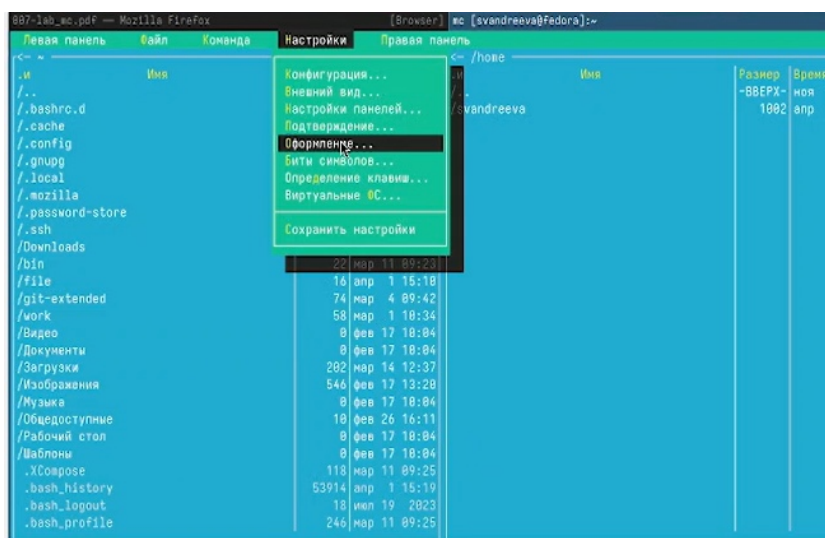 007-lab_mc.pdf — Mozilla Firefox [Browser] mc [svandreeva@fedora]:~
Левая панель Файл Команда Настройки Правая панель
<— ~ <— /home
.и Имя .и Имя Размер Время
/.. Конфигурация... /.. -ВВЕРХ- ноя
/.bashrc.d Внешний вид...
/.cache Настройки панелей... /svandreeva 1002 апр
/.config Подтверждение...
/.gnupg Оформление...
/.local Биты символов...
/.mozilla Определение клавиш...
/.password-store Виртуальные ФС...
/.ssh Сохранить настройки
/Downloads
/bin 22 мар 11 09:23
/file 16 апр 1 15:10
/git-extended 74 мар 4 09:42
/work 58 мар 1 10:34
/Видео 0 фев 17 10:04
/Документы 0 фев 17 10:04
/Загрузки 202 мар 14 12:37
/Изображения 546 фев 17 13:20
/Музыка 0 фев 17 10:04
/Общедоступные 10 фев 26 16:11
/Рабочий стол 0 фев 17 10:04
/Шаблоны 0 фев 17 10:04
.XCompose 118 мар 11 09:25
.bash_history 53914 апр 1 15:19
.bash_logout 18 июл 19 2023
.bash_profile 246 мар 11 09:25